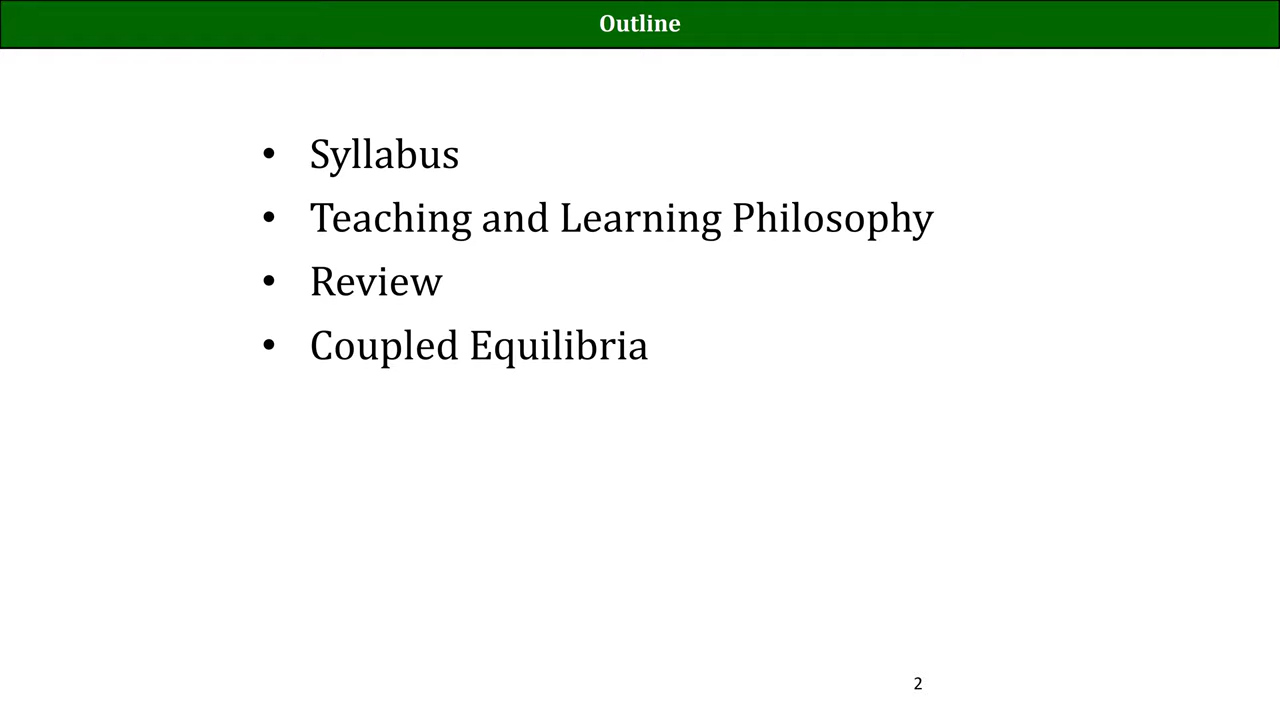 Outline
• Syllabus
• Teaching and Learning Philosophy
• Review
• Coupled Equilibria
2